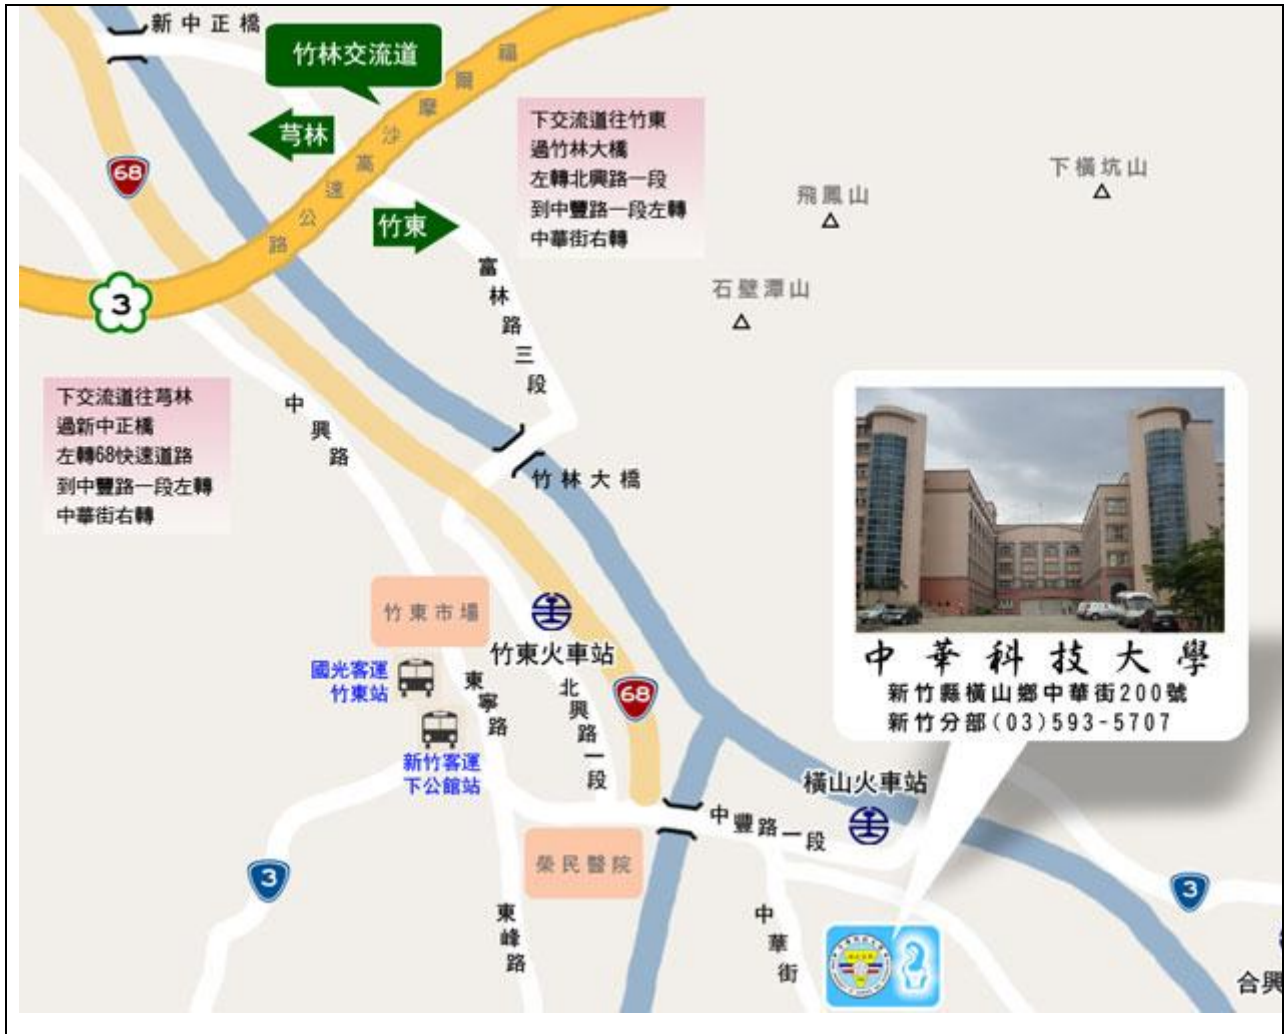 新中正橋
竹林交流道
福爾摩沙高速公路
芎林
68
下交流道往竹東
過竹林大橋
左轉北興路一段
到中豐路一段左轉
中華街右轉
下橫坑山
飛鳳山
竹東
富林路三段
石壁潭山
3
下交流道往芎林
過新中正橋
左轉68快速道路
到中豐路一段左轉
中華街右轉
中興路
竹林大橋
竹東市場
竹東火車站
國光客運
竹東站
東寧路
北興路一段
68
新竹客運
下公館站
中華科技大學
新竹縣橫山鄉中華街200號
新竹分部(03)593-5707
橫山火車站
中豐路一段
榮民醫院
3
3
東峰路
中華街
合興